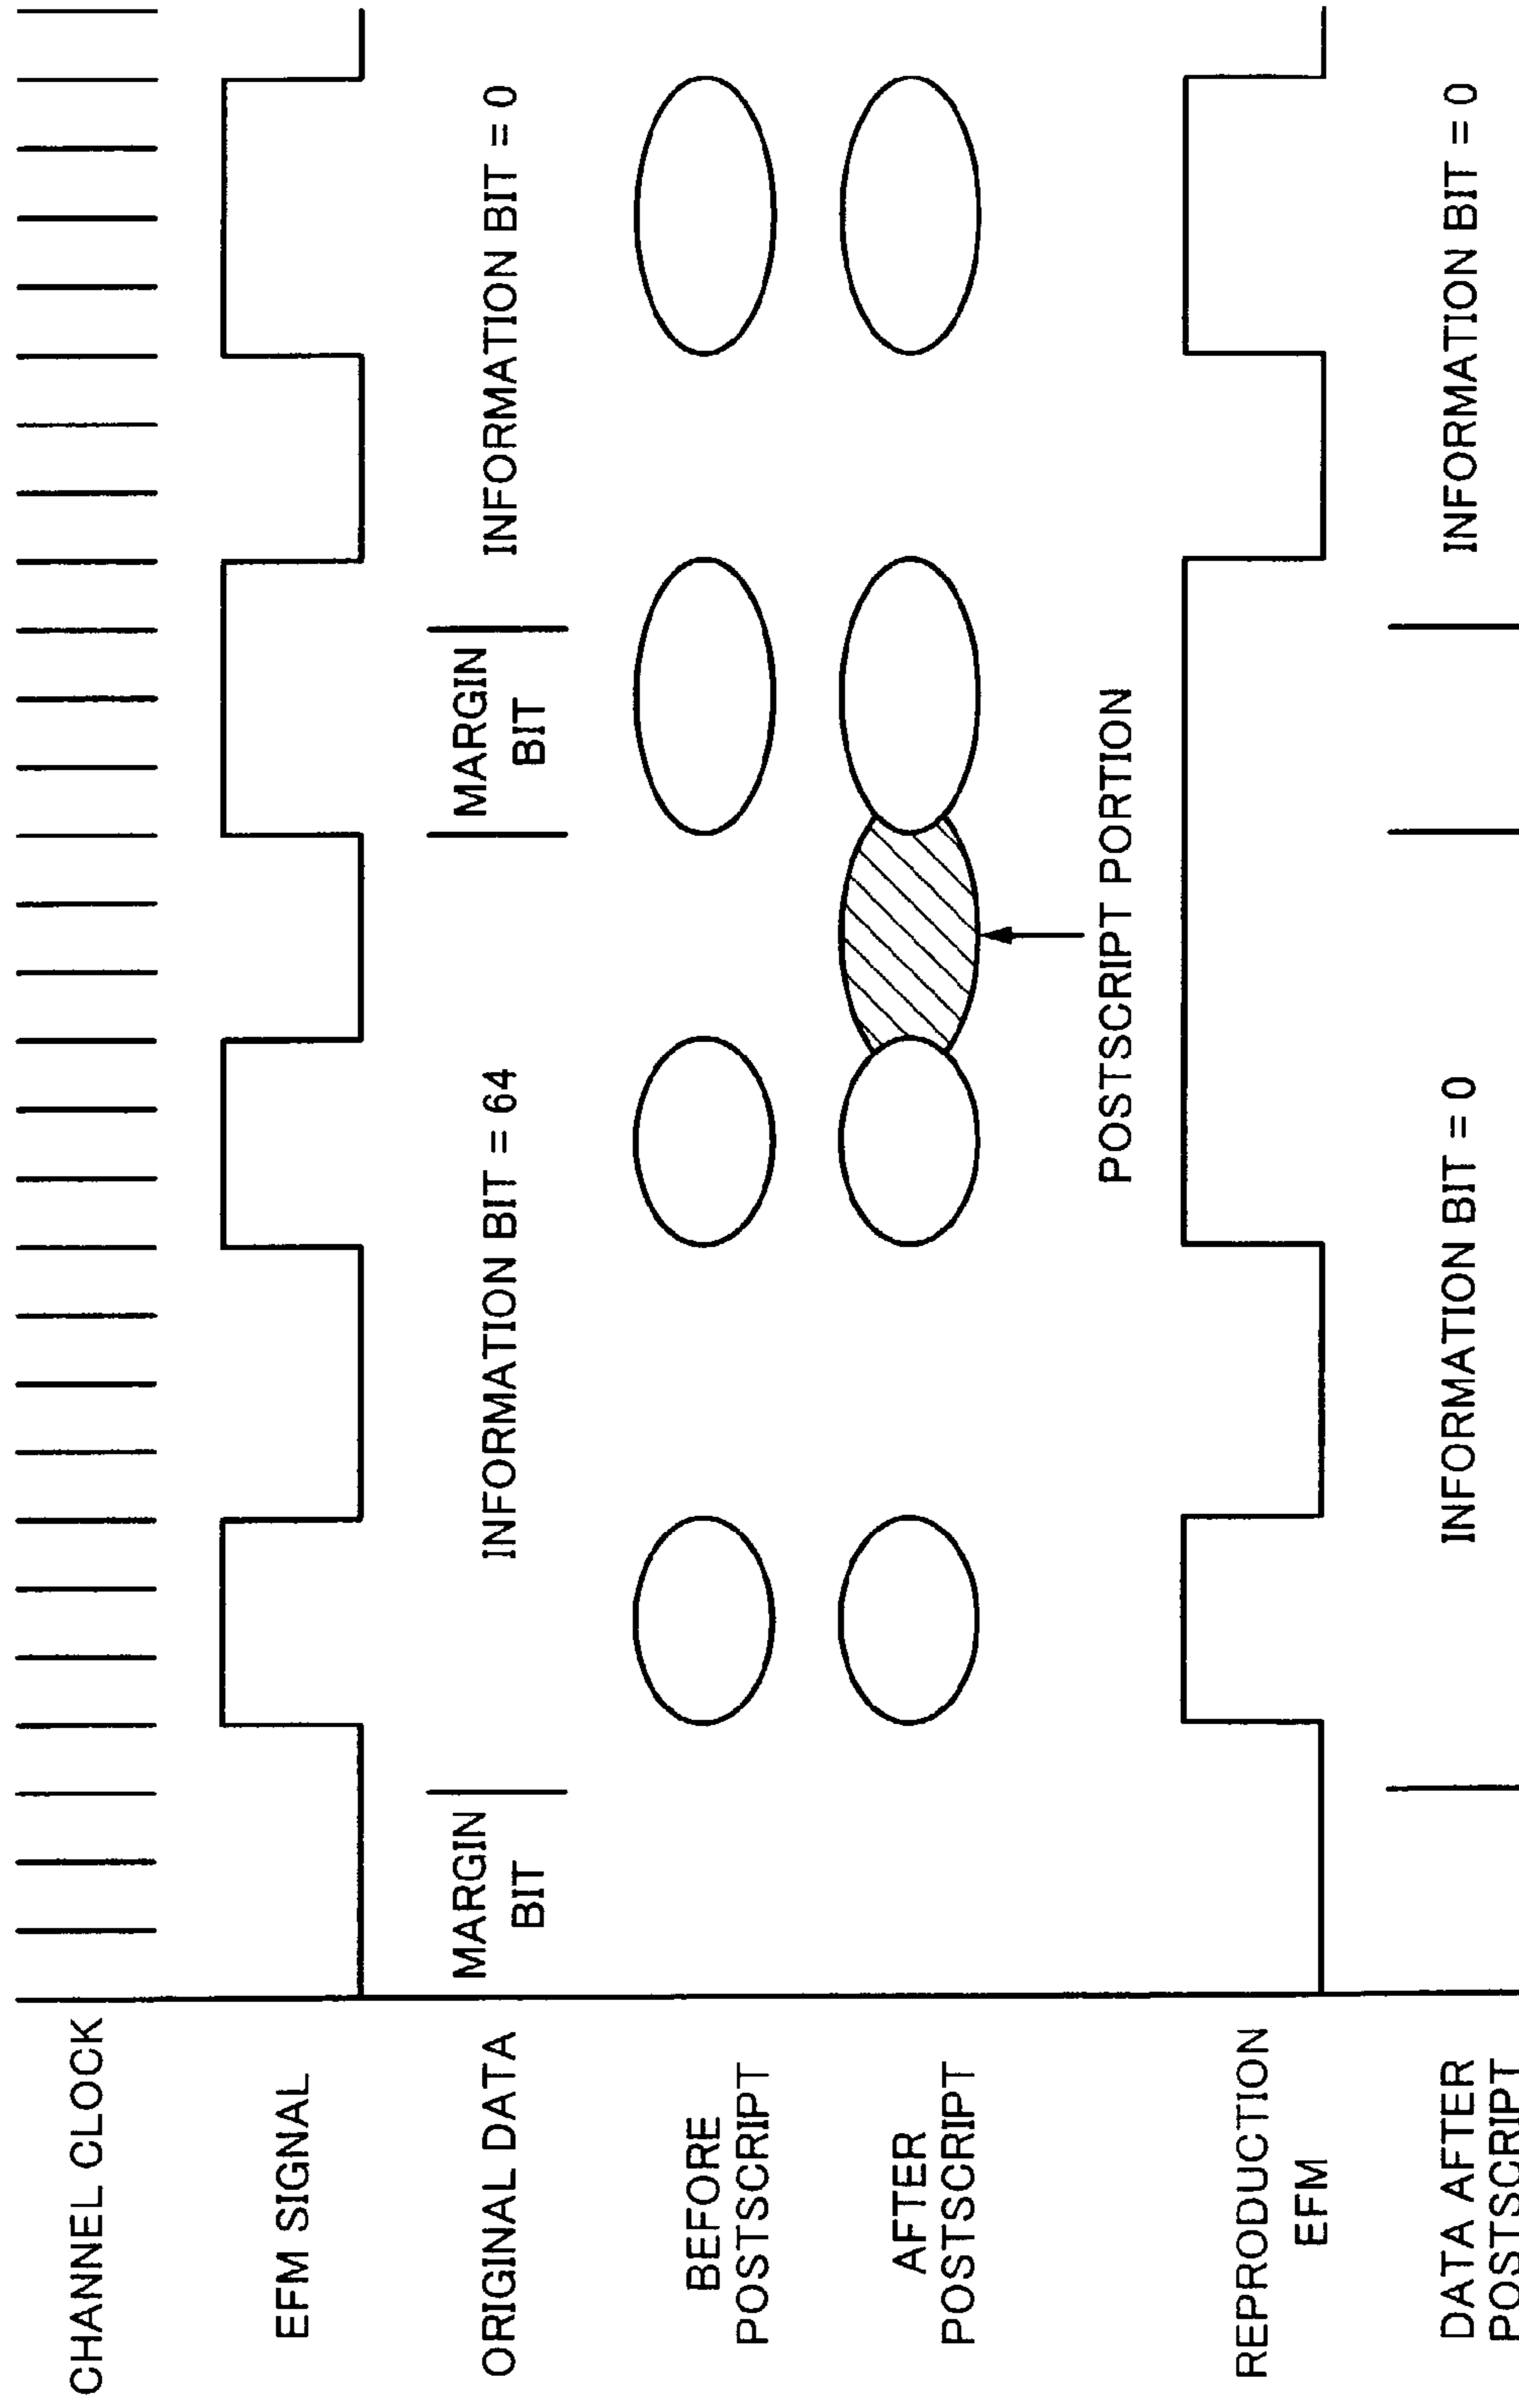 CHANNEL CLOCK
EFM SIGNAL
ORIGINAL DATA
MARGIN
BIT
INFORMATION BIT = 64
MARGIN
BIT
INFORMATION BIT = 0
BEFORE
POSTSCRIPT
AFTER
POSTSCRIPT
POSTSCRIPT PORTION
REPRODUCTION
EFM
DATA AFTER
POSTSCRIPT
INFORMATION BIT = 0
INFORMATION BIT = 0